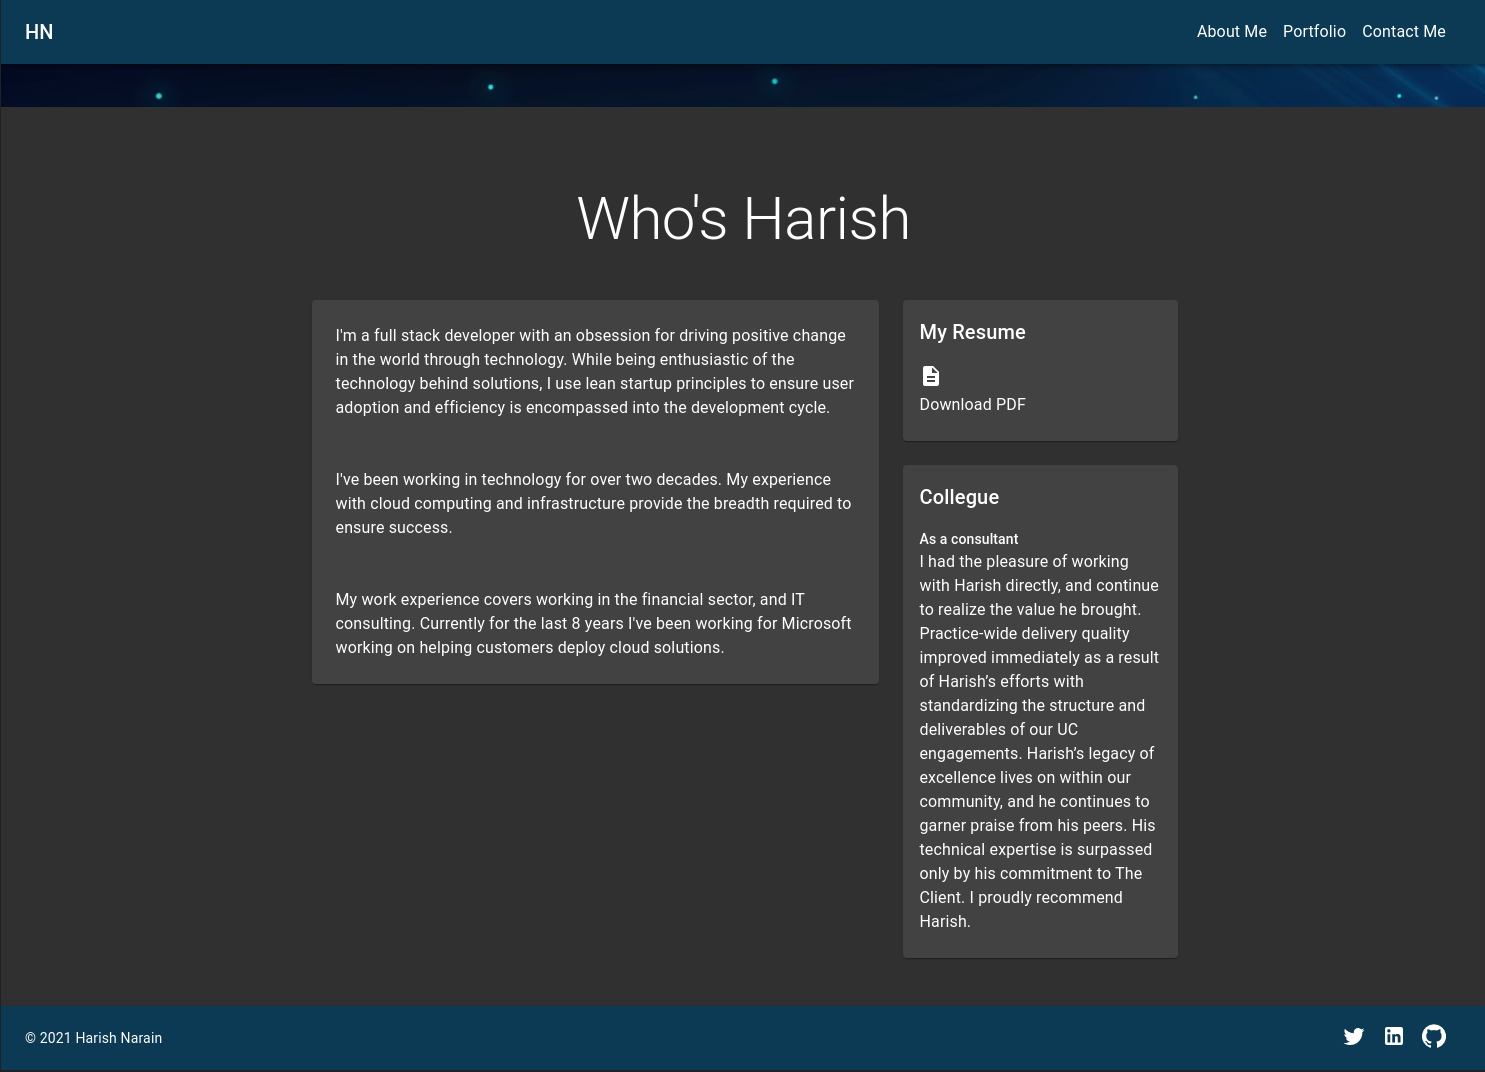 HN
About Me Portfolio Contact Me
Who's Harish
I'm a full stack developer with an obsession for driving positive change
in the world through technology. While being enthusiastic of the
technology behind solutions, I use lean startup principles to ensure user
adoption and efficiency is encompassed into the development cycle.
I've been working in technology for over two decades. My experience
with cloud computing and infrastructure provide the breadth required to
ensure success.
My work experience covers working in the financial sector, and IT
consulting. Currently for the last 8 years I've been working for Microsoft
working on helping customers deploy cloud solutions.
My Resume
Download PDF
Collegue
As a consultant
I had the pleasure of working
with Harish directly, and continue
to realize the value he brought.
Practice-wide delivery quality
improved immediately as a result
of Harish’s efforts with
standardizing the structure and
deliverables of our UC
engagements. Harish’s legacy of
excellence lives on within our
community, and he continues to
garner praise from his peers. His
technical expertise is surpassed
only by his commitment to The
Client. I proudly recommend
Harish.
© 2021 Harish Narain